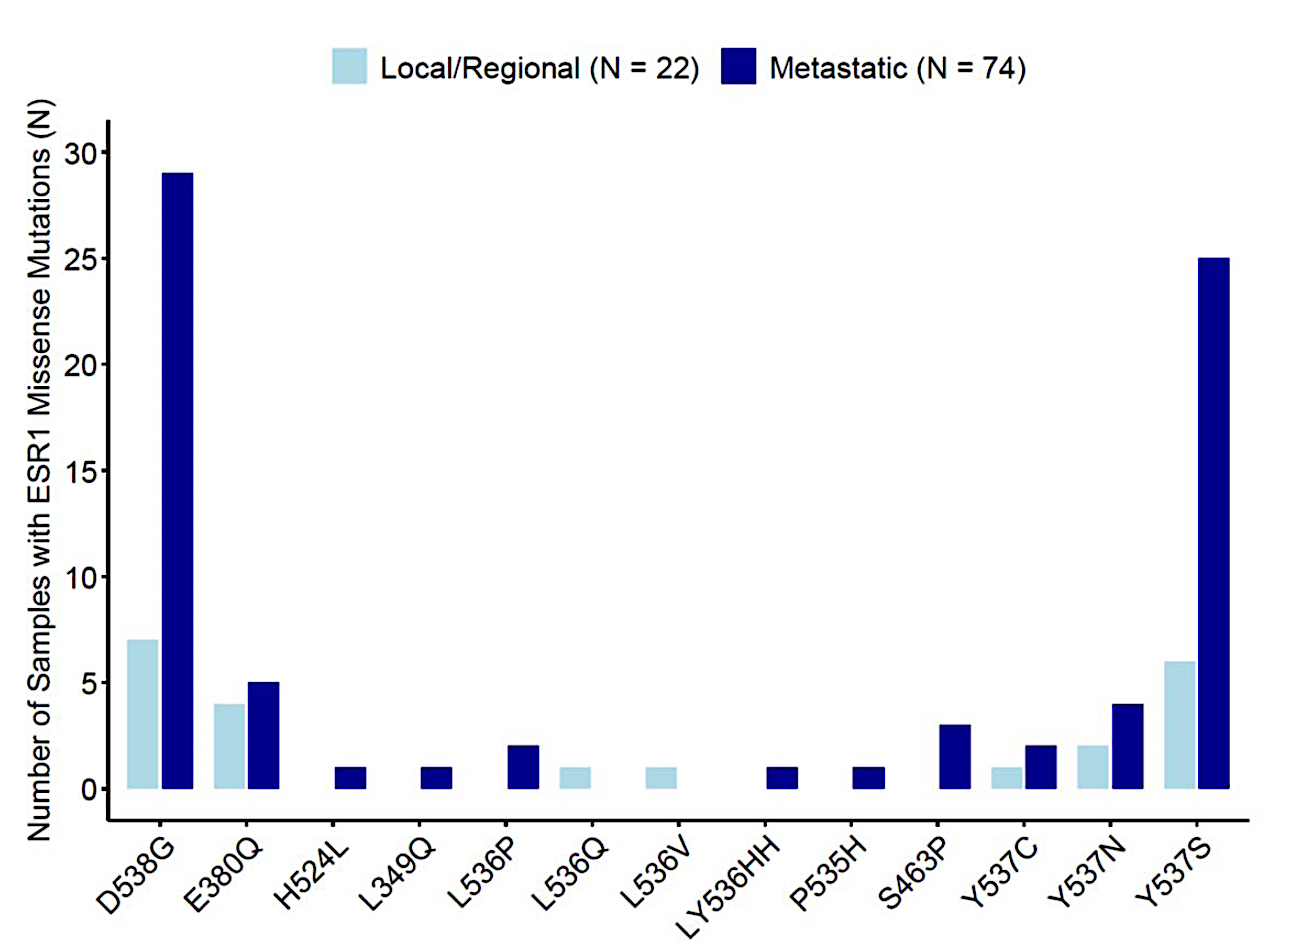 Local/Regional (N = 22) Metastatic (N = 74)
Number of Samples with ESR1 Missense Mutations (N)
30
25
20
15
10
5
0
D538G E380Q H524L L349Q L536P L536Q L536V LY536HH P535H S463P Y537C Y537N Y537S